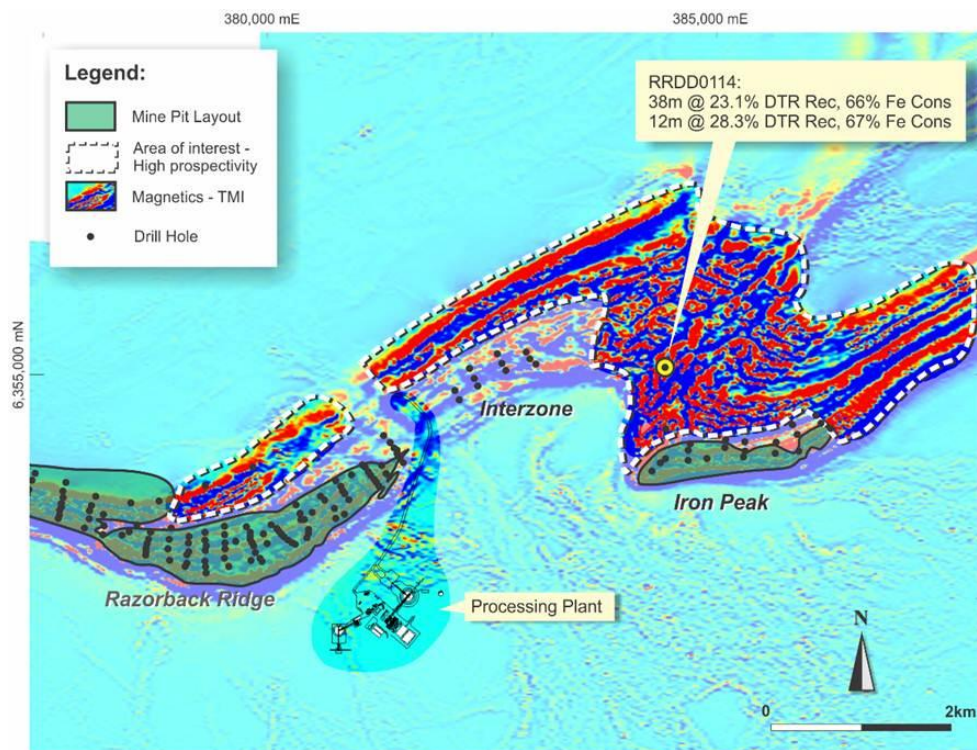 380,000 mE
385,000 mE
Legend:
Mine Pit Layout
Area of interest -
High prospectivity
Magnetics - TMI
Drill Hole
RRDD0114:
38m @ 23.1% DTR Rec, 66% Fe Cons
12m @ 28.3% DTR Rec, 67% Fe Cons
6,355,000 mN
Interzone
Iron Peak
Razorback Ridge
Processing Plant
N
0
2km